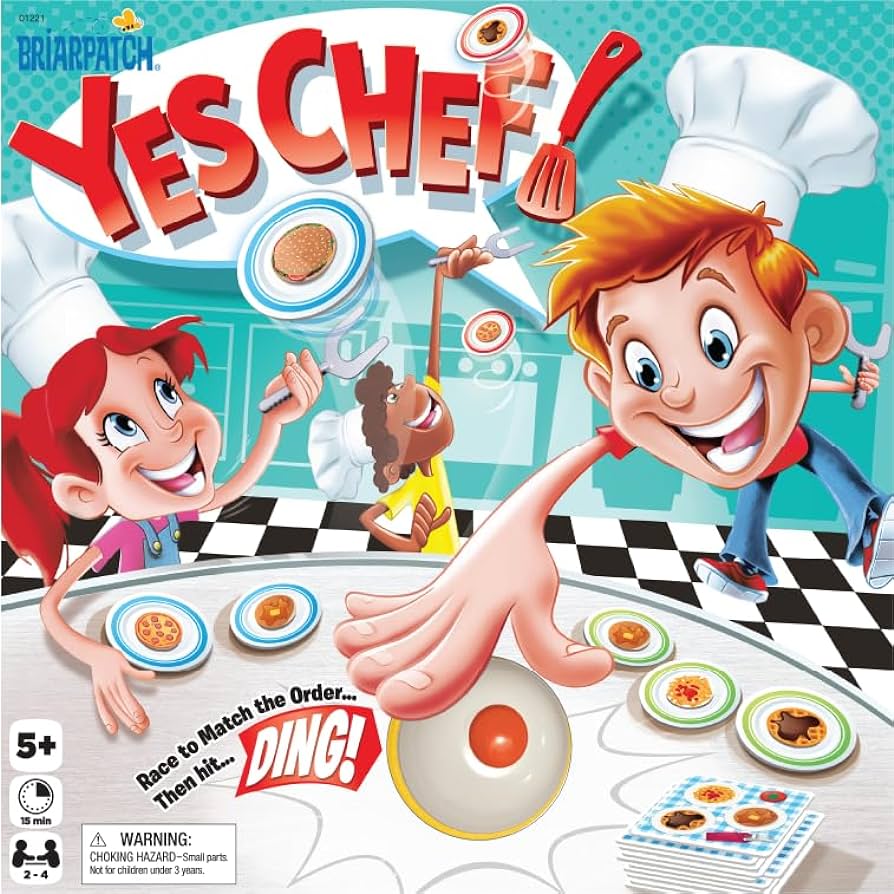 01221
BRIARPATCH®
YES CHEF!
Race to Match the Order...
Then hit... DING!
5+
15 min
2-4
⚠ WARNING:
CHOKING HAZARD–Small parts.
Not for children under 3 years.